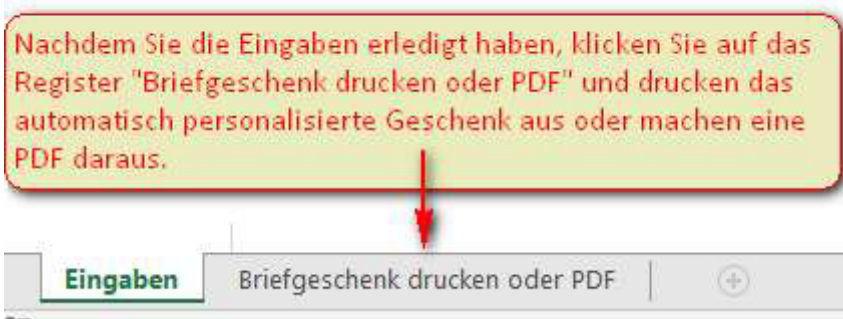 Nachdem Sie die Eingaben erledigt haben, klicken Sie auf das
Register "Briefgeschenk drucken oder PDF" und drucken das
automatisch personalisierte Geschenk aus oder machen eine
PDF daraus.
Eingaben Briefgeschenk drucken oder PDF